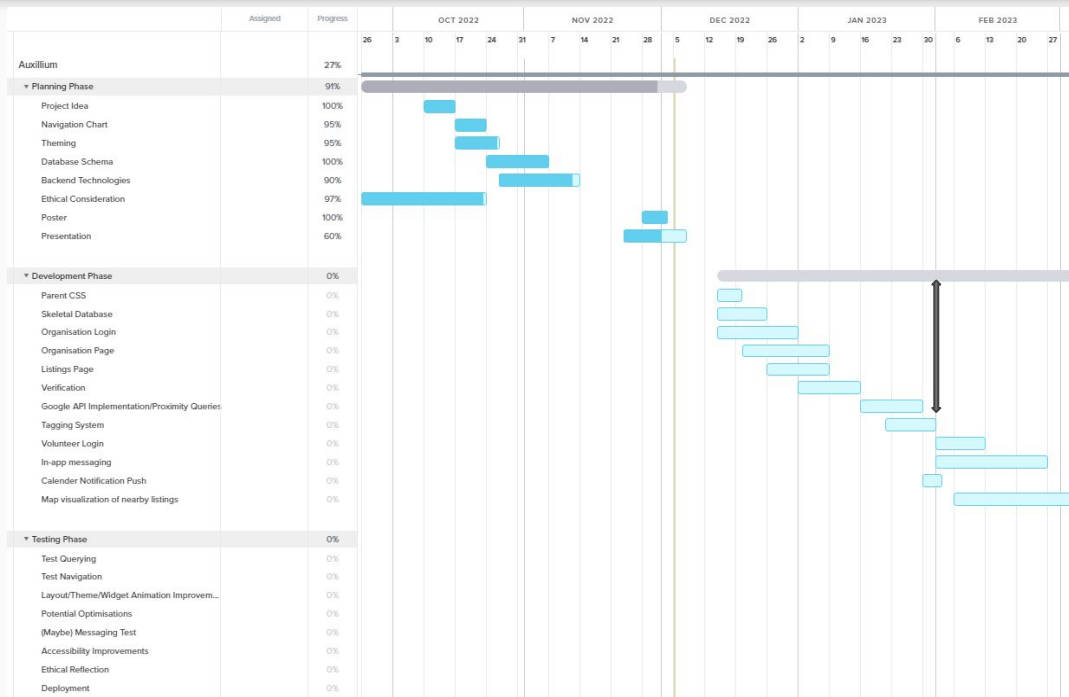 Assigned Progress OCT 2022 NOV 2022 DEC 2022 JAN 2023 FEB 2023
26 3 10 17 24 31 7 14 21 28 5 12 19 26 2 9 16 23 30 6 13 20 27
Auxillium 27%
Planning Phase 91%
Project Idea 100%
Navigation Chart 95%
Theming 95%
Database Schema 100%
Backend Technologies 90%
Ethical Consideration 97%
Poster 100%
Presentation 60%
Development Phase 0%
Parent CSS 0%
Skeletal Database 0%
Organisation Login 0%
Organisation Page 0%
Listings Page 0%
Verification 0%
Google API Implementation/Proximity Queries 0%
Tagging System 0%
Volunteer Login 0%
In-app messaging 0%
Calender Notification Push 0%
Map visualization of nearby listings 0%
Testing Phase 0%
Test Querying 0%
Test Navigation 0%
Layout/Theme/Widget Animation Improvem... 0%
Potential Optimisations 0%
(Maybe) Messaging Test 0%
Accessibility Improvements 0%
Ethical Reflection 0%
Deployment 0%